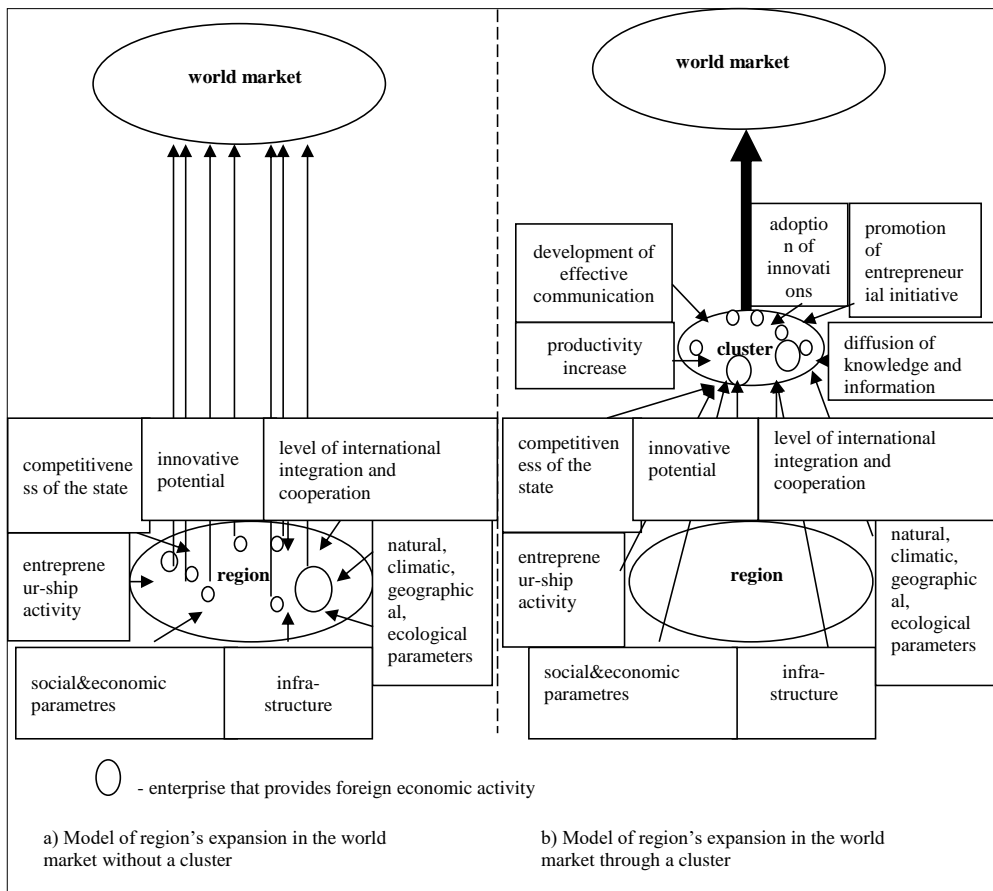 world market
competitivene
ss of the state
innovative
potential
level of international
integration and
cooperation
entreprene
ur-ship
activity
region
natural,
climatic,
geographic
al,
ecological
parameters
social&economic
parametres
infra-
structure
world market
development of
effective
communication
adoptio
n of
innovati
ons
promotion
of
entrepreneur
ial initiative
productivity
increase
cluster
diffusion of
knowledge and
information
competitiven
ess of the
state
innovative
potential
level of international
integration and
cooperation
entreprene
ur-ship
activity
region
natural,
climatic,
geographic
al,
ecological
parameters
social&economic
parametres
infra-
structure
- enterprise that provides foreign economic activity
a) Model of region's expansion in the world
market without a cluster
b) Model of region's expansion in the world
market through a cluster